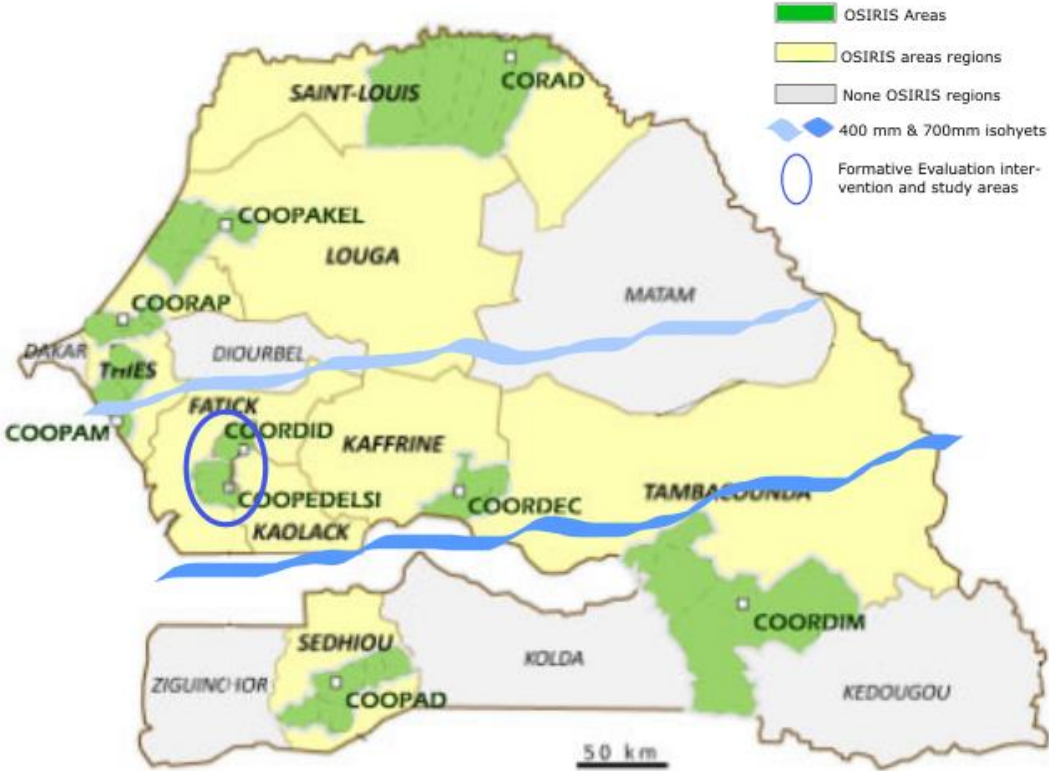 OSIRIS Areas
OSIRIS areas regions
None OSIRIS regions
400 mm & 700mm isohyets
Formative Evaluation inter-
vention and study areas
SAINT-LOUIS
CORAD
COOPAKEL
LOUGA
MATAM
COORAP
DAKAR
DIOURBEL
THIES
FATICK
COOPAM
COORDID
KAFFRINE
COOPEDELSI
COORDEC
TAMBACOUNDA
KAOLACK
COORDIM
SEDHIOU
KOLDA
ZIGUINCHOR
COOPAD
KEDOUGOU
50 km